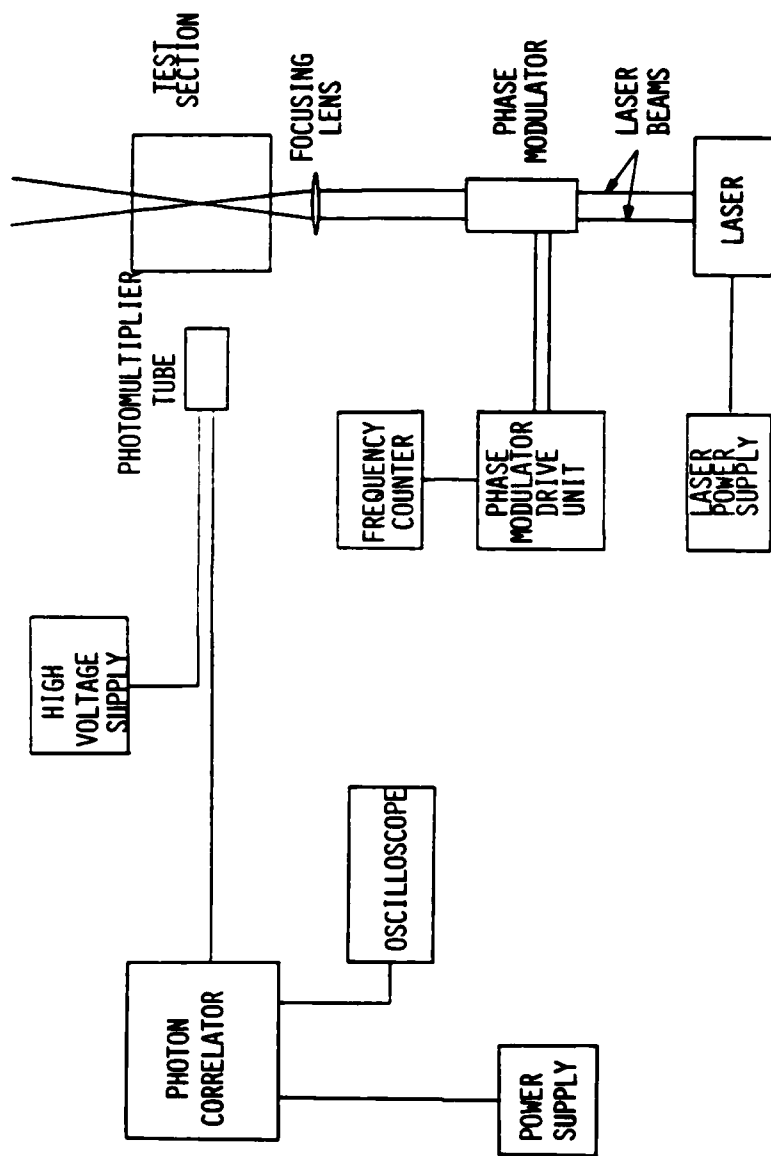 TEST
SECTION
FOCUSING
LENS
PHASE
MODULATOR
LASER
BEAMS
LASER
PHOTOMULTIPLIER
TUBE
FREQUENCY
COUNTER
PHASE
MODULATOR
DRIVE
UNIT
LASER
POWER
SUPPLY
HIGH
VOLTAGE
SUPPLY
OSCILLOSCOPE
PHOTON
CORRELATOR
POWER
SUPPLY